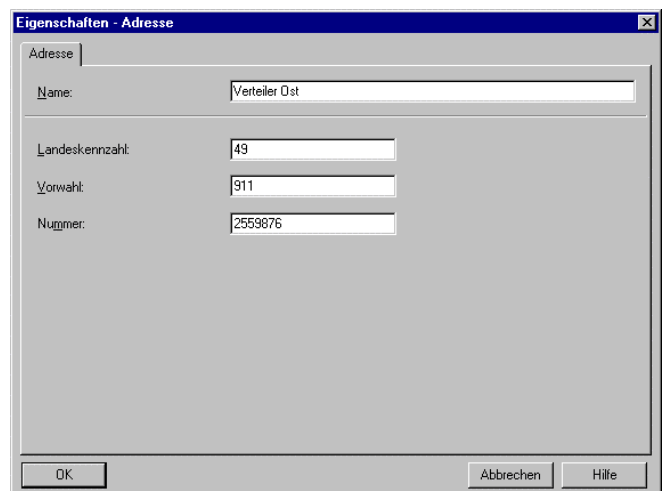 Eigenschaften - Adresse
Adresse
Name: Verteiler Ost
Landeskennzahl: 49
Vorwahl: 911
Nummer: 2559876
OK Abbrechen Hilfe